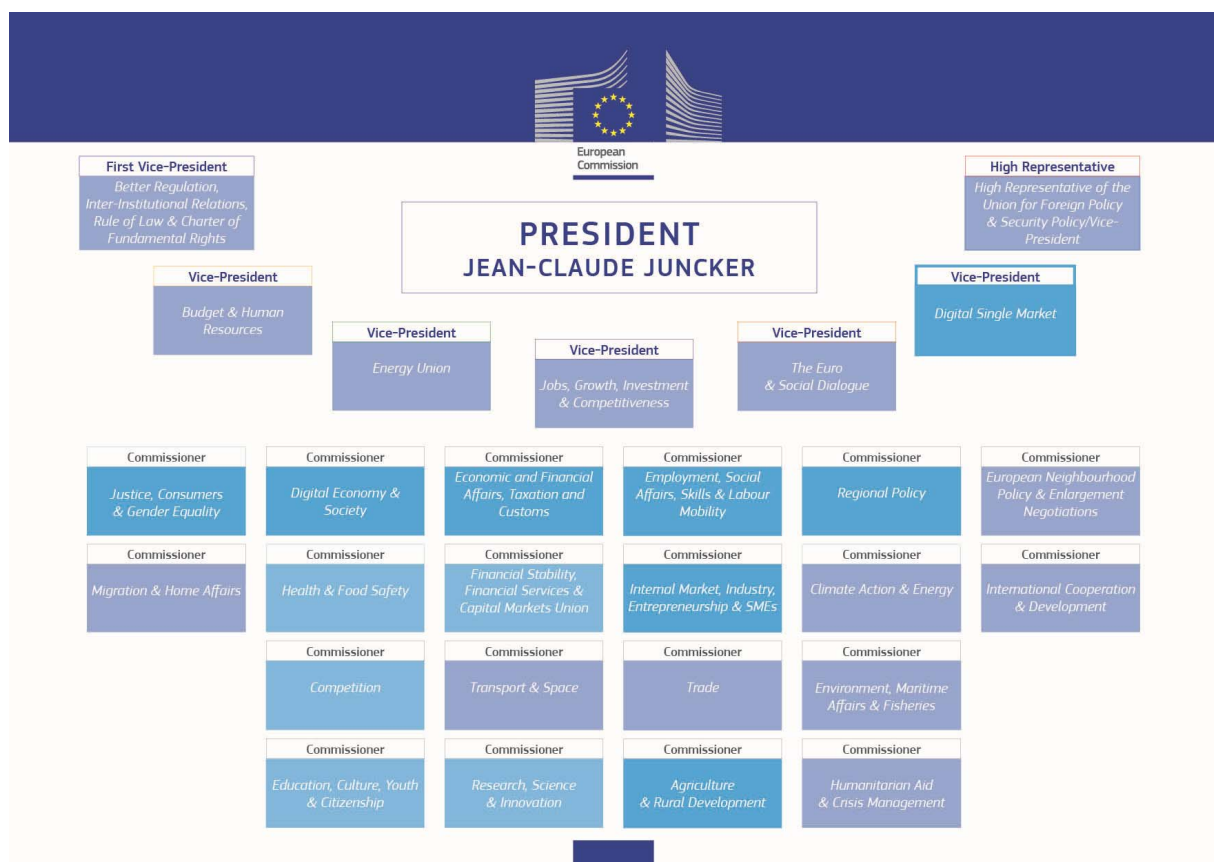 European
Commission
First Vice-President
Better Regulation,
Inter-Institutional Relations,
Rule of Law & Charter of
Fundamental Rights
High Representative
High Representative of the
Union for Foreign Policy
& Security Policy/Vice-
President
PRESIDENT
JEAN-CLAUDE JUNCKER
Vice-President
Budget & Human
Resources
Vice-President
Digital Single Market
Vice-President
Energy Union
Vice-President
Jobs, Growth, Investment
& Competitiveness
Vice-President
The Euro
& Social Dialogue
Commissioner
Justice, Consumers
& Gender Equality
Commissioner
Digital Economy &
Society
Commissioner
Economic and Financial
Affairs, Taxation and
Customs
Commissioner
Employment, Social
Affairs, Skills & Labour
Mobility
Commissioner
Regional Policy
Commissioner
European Neighbourhood
Policy & Enlargement
Negotiations
Commissioner
Migration & Home Affairs
Commissioner
Health & Food Safety
Commissioner
Financial Stability,
Financial Services &
Capital Markets Union
Commissioner
Internal Market, Industry,
Entrepreneurship & SMEs
Commissioner
Climate Action & Energy
Commissioner
International Cooperation
& Development
Commissioner
Competition
Commissioner
Transport & Space
Commissioner
Trade
Commissioner
Environment, Maritime
Affairs & Fisheries
Commissioner
Education, Culture, Youth
& Citizenship
Commissioner
Research, Science
& Innovation
Commissioner
Agriculture
& Rural Development
Commissioner
Humanitarian Aid
& Crisis Management